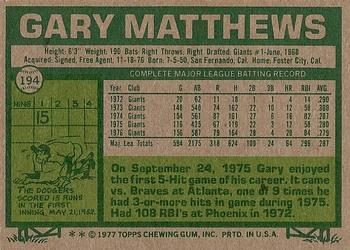 GARY MATTHEWS
Height: 6'3" Weight: 190 Bats: Right Throws: Right Drafted: Giants #1-June, 1968
Acquired: Signed, Free Agent, 11-18-76 Born: 7-5-50, San Fernando, Cal. Home: Foster City, Cal.
194
COMPLETE MAJOR LEAGUE BATTING RECORD
Year Club G AB R H 2B 3B HR RBI AVG.
1972 Giants 20 62 11 18 1 1 4 14 .290
1973 Giants 148 540 74 162 22 10 12 58 .300
1974 Giants 154 561 87 161 27 6 16 82 .287
1975 Giants 116 425 67 119 22 3 12 58 .280
1976 Giants 156 587 79 164 28 4 20 84 .279
Maj. Lea. Totals 594 2175 318 624 100 24 64 296 .287
INNING 1 2
15
THE DODGERS SCORED 15 RUNS IN THE FIRST INNING, MAY 21, 1952.
On September 24, 1975 Gary enjoyed
the first 5-Hit game of his career. It came
vs. Braves at Atlanta, one of 9 times he
had 3-or-more hits in game during 1975.
Had 108 RBI's at Phoenix in 1972.
* * © 1977 TOPPS CHEWING GUM, INC. PRTD. IN U.S.A.